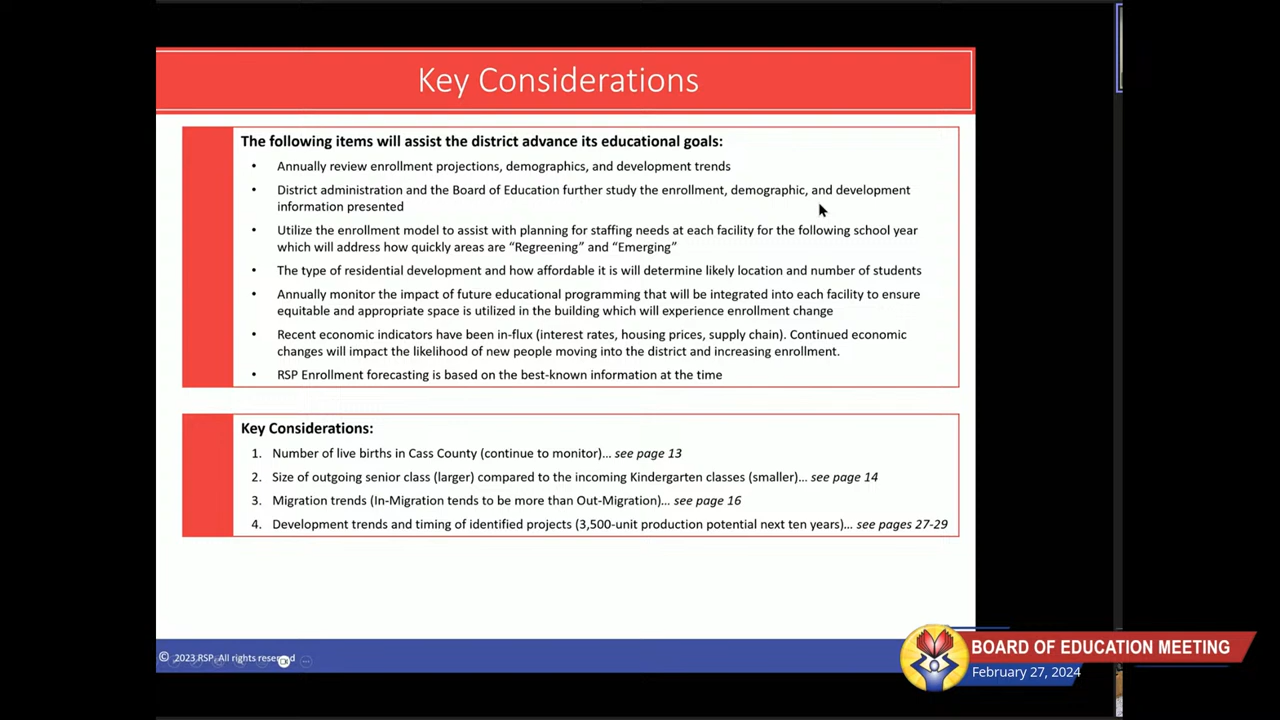 Key Considerations
The following items will assist the district advance its educational goals:
• Annually review enrollment projections, demographics, and development trends
• District administration and the Board of Education further study the enrollment, demographic, and development
information presented
• Utilize the enrollment model to assist with planning for staffing needs at each facility for the following school year
which will address how quickly areas are “Regreening” and “Emerging”
• The type of residential development and how affordable it is will determine likely location and number of students
• Annually monitor the impact of future educational programming that will be integrated into each facility to ensure
equitable and appropriate space is utilized in the building which will experience enrollment change
• Recent economic indicators have been in-flux (interest rates, housing prices, supply chain). Continued economic
changes will impact the likelihood of new people moving into the district and increasing enrollment.
• RSP Enrollment forecasting is based on the best-known information at the time
Key Considerations:
1. Number of live births in Cass County (continue to monitor)… see page 13
2. Size of outgoing senior class (larger) compared to the incoming Kindergarten classes (smaller)… see page 14
3. Migration trends (In-Migration tends to be more than Out-Migration)… see page 16
4. Development trends and timing of identified projects (3,500-unit production potential next ten years)… see pages 27-29
© 2023 RSP. All rights reserved
BOARD OF EDUCATION MEETING
February 27, 2024